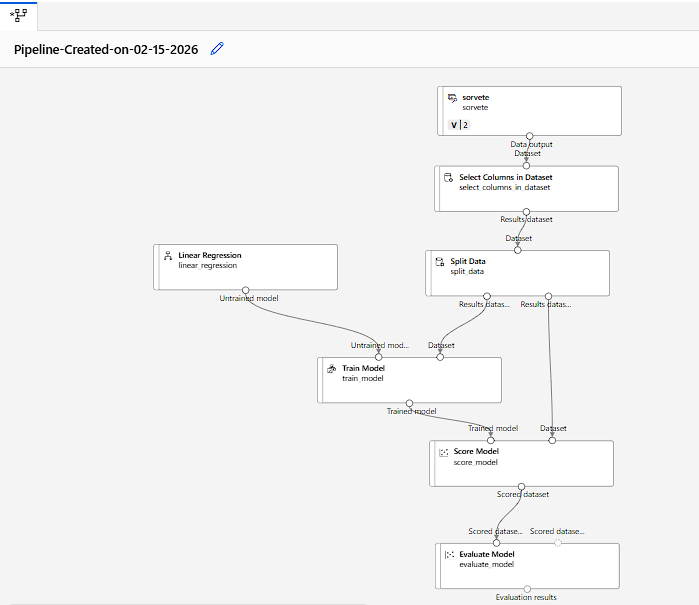 Pipeline-Created-on-02-15-2026
sorvete
sorvete
V | 2
Data output
Dataset
Select Columns in Dataset
select_columns_in_dataset
Results dataset
Dataset
Linear Regression
linear_regression
Untrained model
Split Data
split_data
Results datas... Results datas...
Untrained mod... Dataset
Train Model
train_model
Trained model
Trained model Dataset
Score Model
score_model
Scored dataset
Scored datase... Scored datase...
Evaluate Model
evaluate_model
Evaluation results